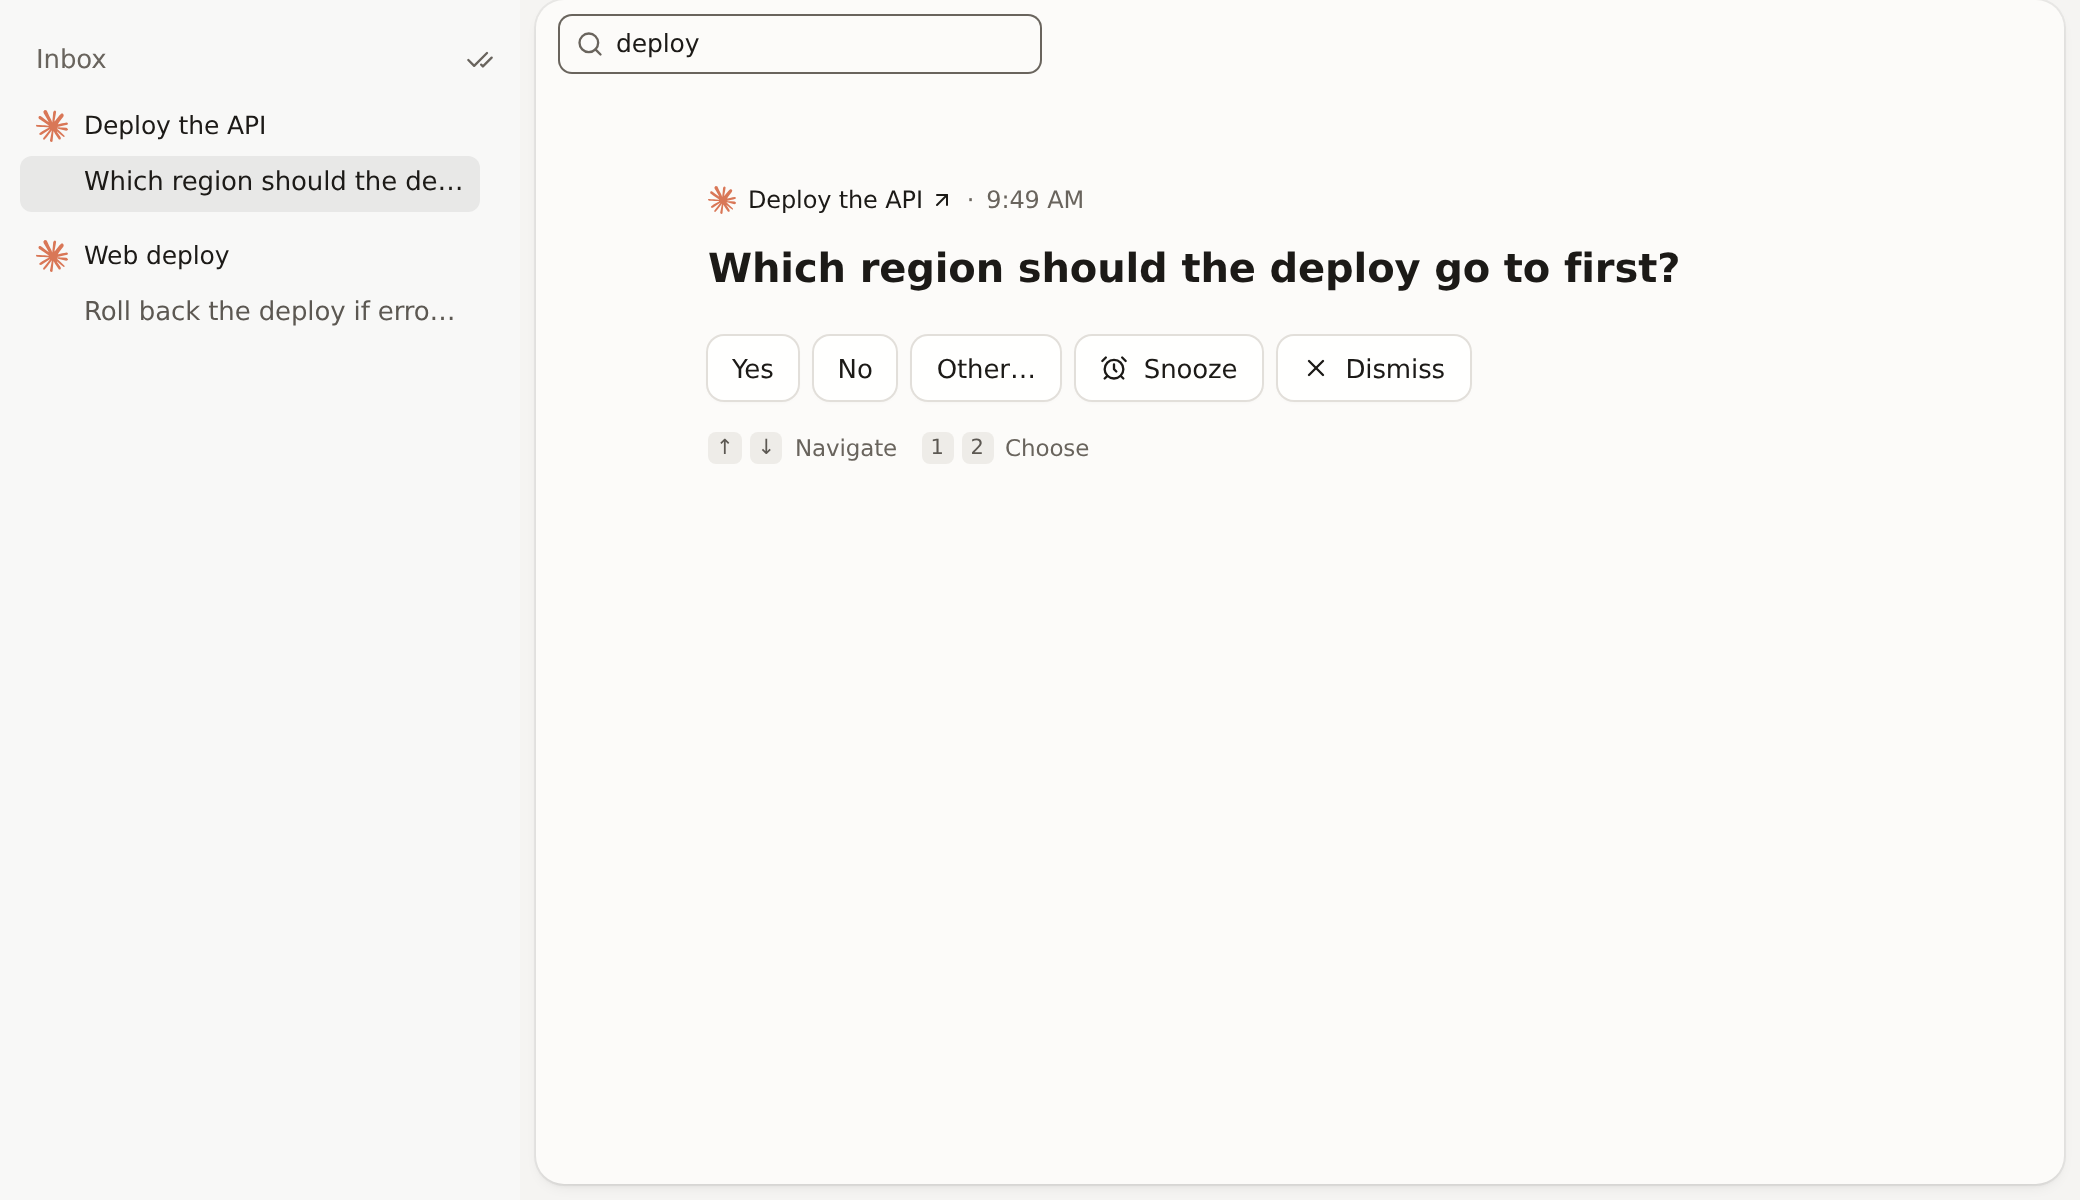 Inbox
Deploy the API
Which region should the de…
Web deploy
Roll back the deploy if erro…
deploy
Deploy the API · 9:49 AM
Which region should the deploy go to first?
Yes No Other… Snooze Dismiss
↑ ↓ Navigate 1 2 Choose